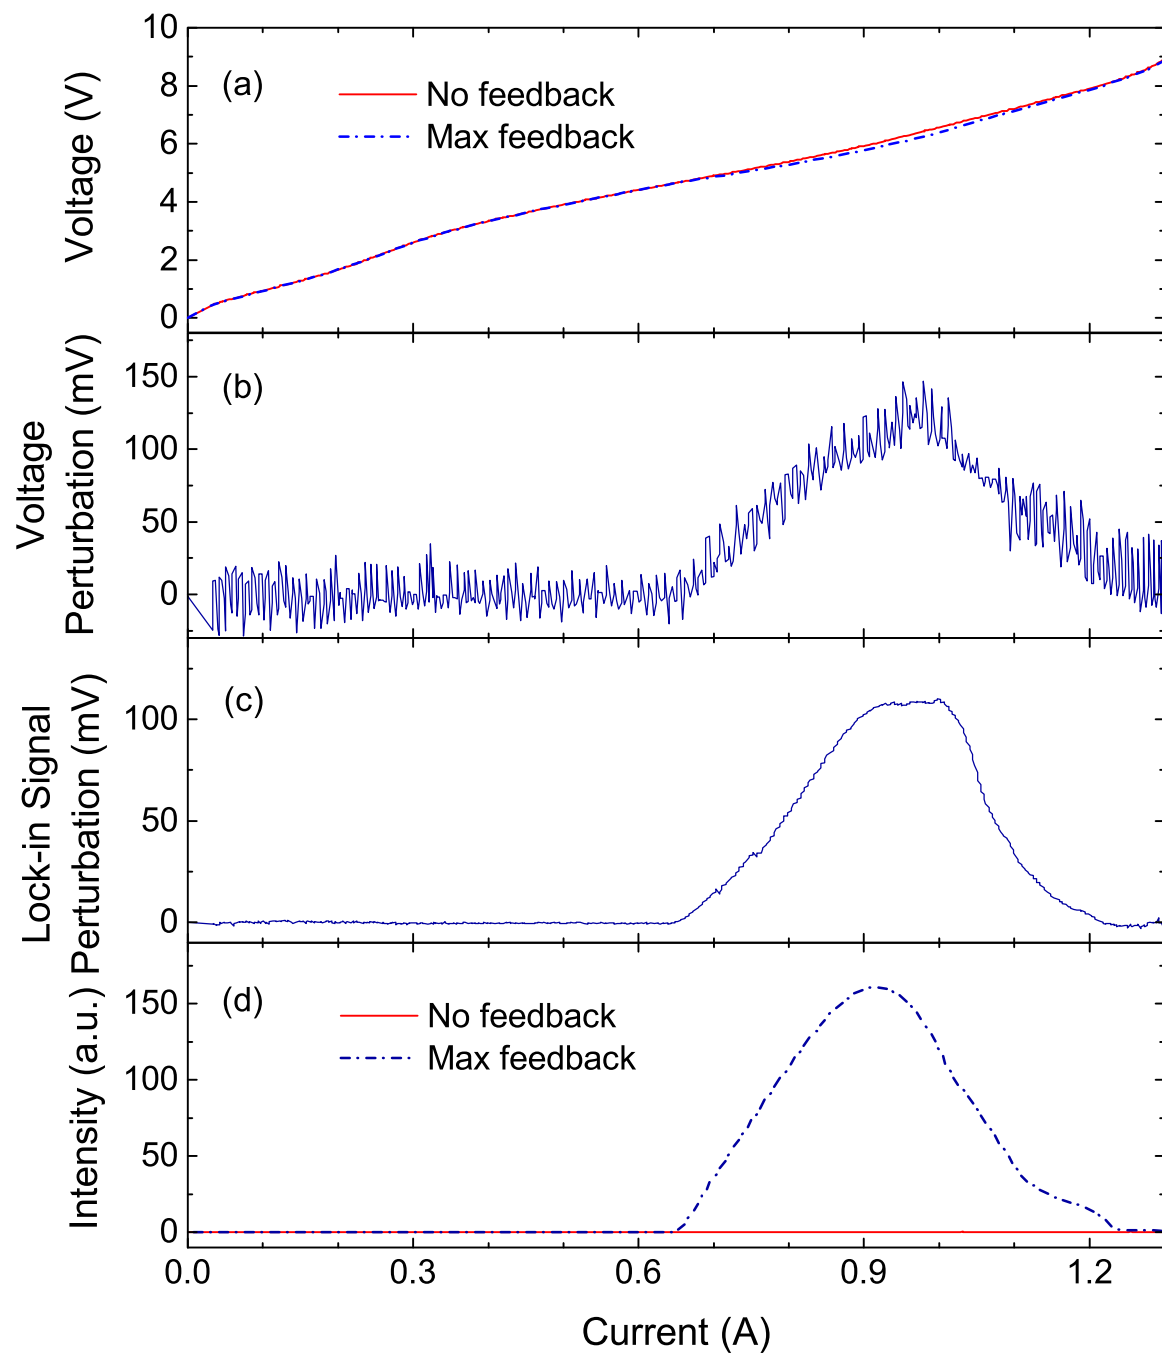 10
8
6
4
2
0
Voltage (V)
(a)
No feedback
Max feedback
150
100
50
0
Voltage
Perturbation (mV)
(b)
100
50
0
Lock-in Signal
Perturbation (mV)
(c)
150
100
50
0
Intensity (a.u.)
(d)
No feedback
Max feedback
0.0 0.3 0.6 0.9 1.2
Current (A)